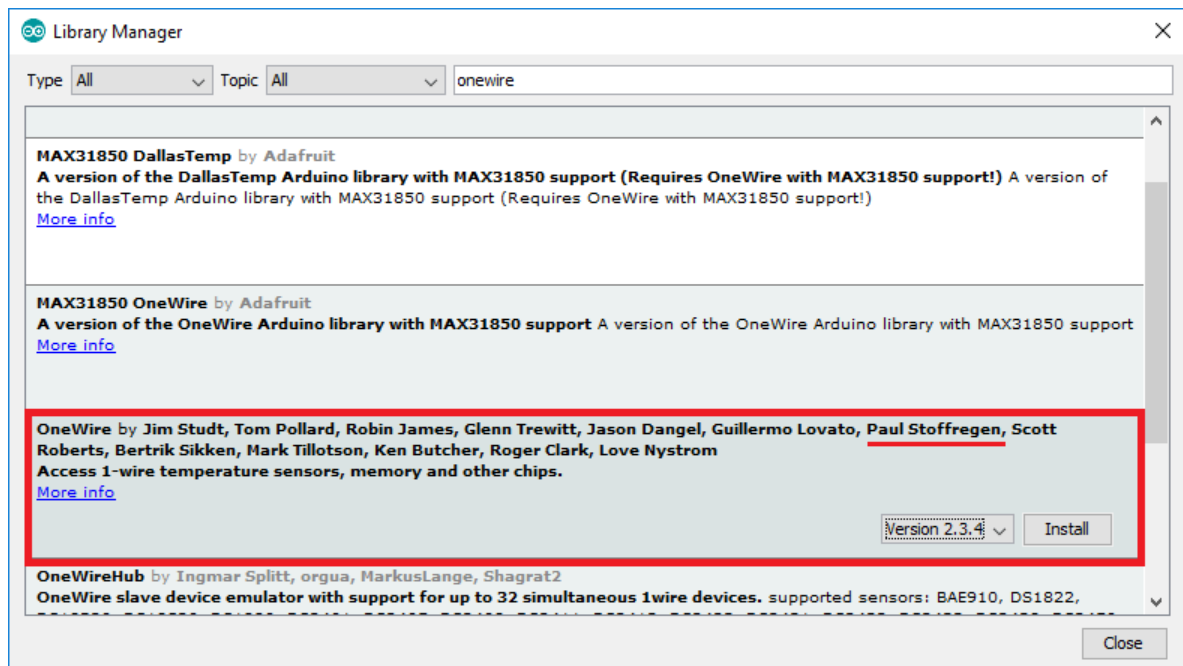 Library Manager
Type All Topic All onewire
MAX31850 DallasTemp by Adafruit
A version of the DallasTemp Arduino library with MAX31850 support (Requires OneWire with MAX31850 support!) A version of
the DallasTemp Arduino library with MAX31850 support (Requires OneWire with MAX31850 support!)
More info
MAX31850 OneWire by Adafruit
A version of the OneWire Arduino library with MAX31850 support A version of the OneWire Arduino library with MAX31850 support
More info
OneWire by Jim Studt, Tom Pollard, Robin James, Glenn Trewitt, Jason Dangel, Guillermo Lovato, Paul Stoffregen, Scott
Roberts, Bertrik Sikken, Mark Tillotson, Ken Butcher, Roger Clark, Love Nystrom
Access 1-wire temperature sensors, memory and other chips.
More info
Version 2.3.4 Install
OneWireHub by Ingmar Splitt, orgua, MarkusLange, Shagrat2
OneWire slave device emulator with support for up to 32 simultaneous 1wire devices. supported sensors: BAE910, DS1822,
Close